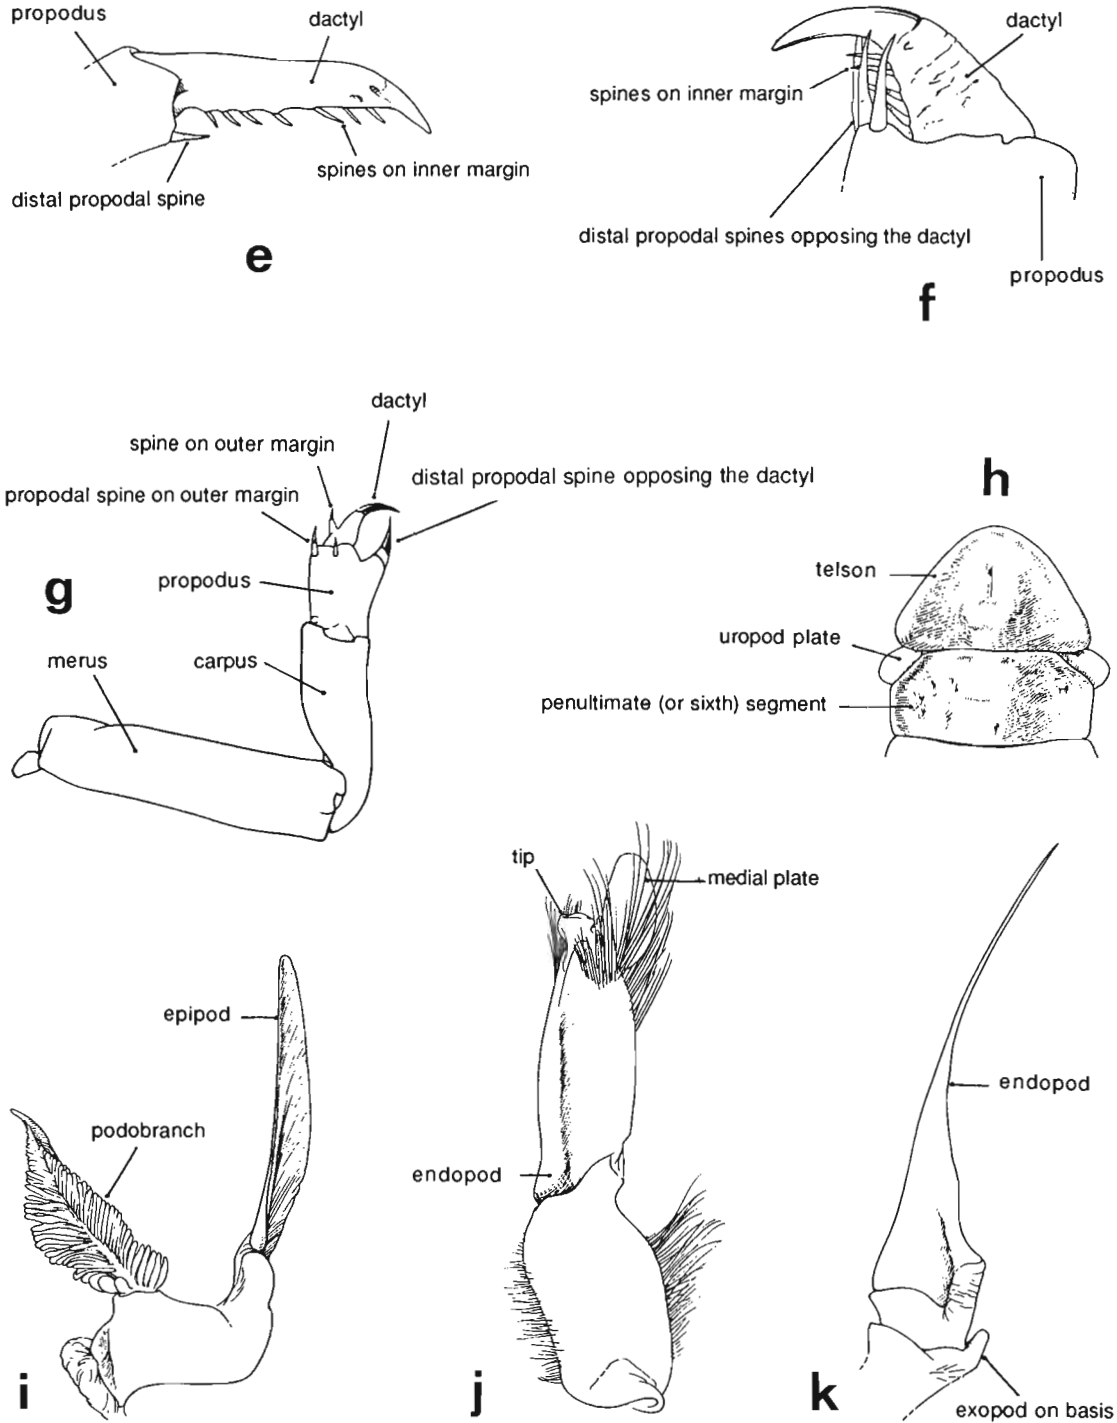 propodus
dactyl
distal propodal spine
spines on inner margin
e
dactyl
spines on inner margin
distal propodal spines opposing the dactyl
propodus
f
dactyl
spine on outer margin
propodal spine on outer margin
distal propodal spine opposing the dactyl
g
propodus
merus
carpus
h
telson
uropod plate
penultimate (or sixth) segment
epipod
podobranch
i
tip
medial plate
endopod
j
endopod
k
exopod on basis